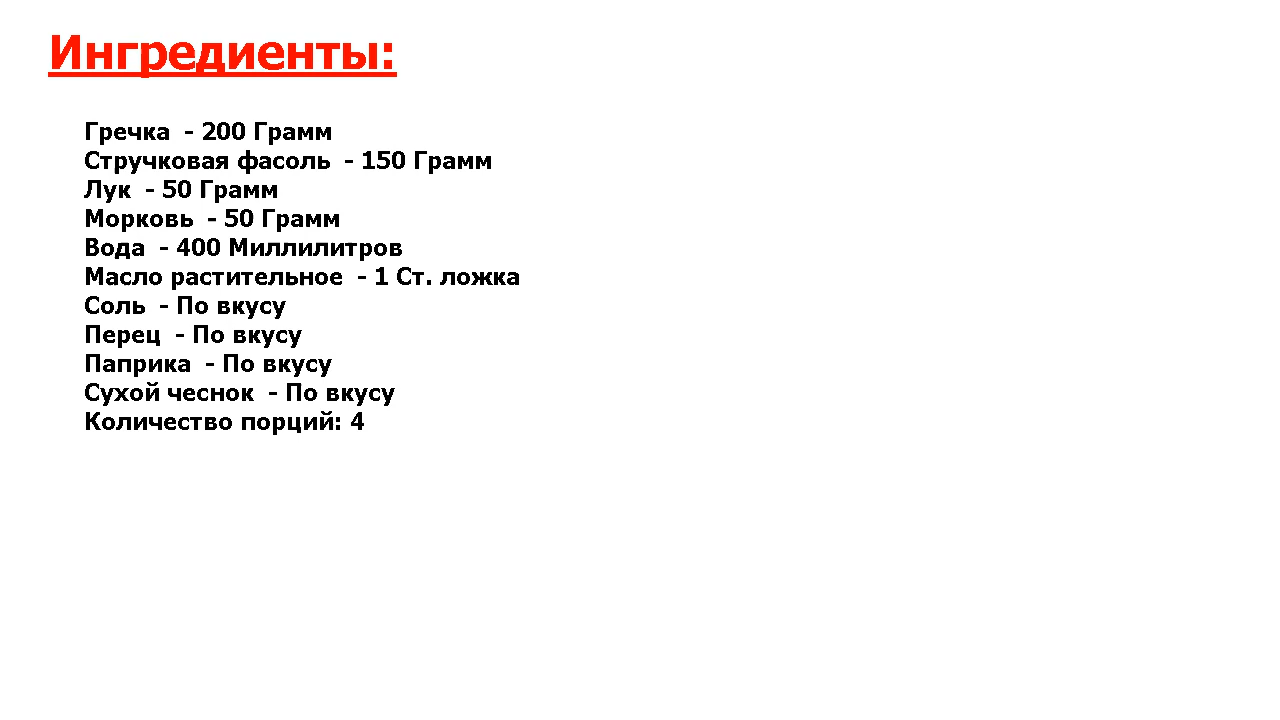 Ингредиенты:
Гречка  - 200 Грамм
Стручковая фасоль  - 150 Грамм
Лук  - 50 Грамм
Морковь  - 50 Грамм
Вода  - 400 Миллилитров
Масло растительное  - 1 Ст. ложка
Соль  - По вкусу
Перец  - По вкусу
Паприка  - По вкусу
Сухой чеснок  - По вкусу
Количество порций: 4